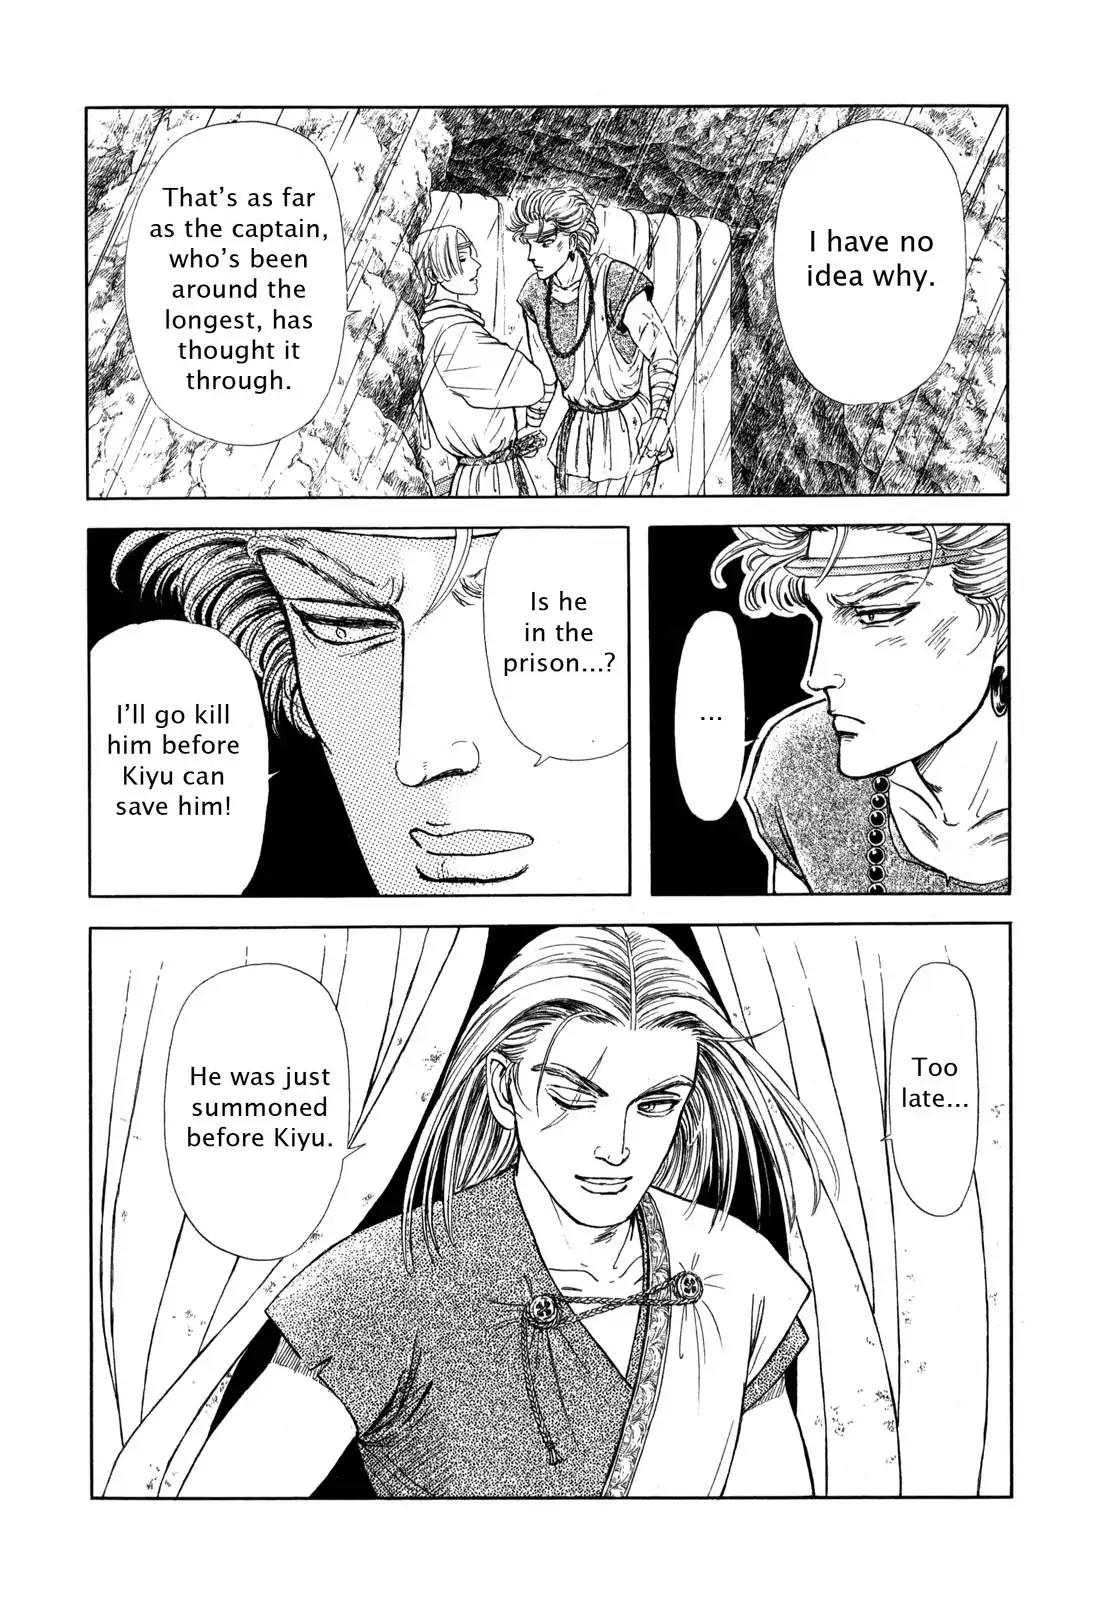 I have no
idea why.
That's as far
as the captain,
who's been
around the
longest, has
thought it
through.
...
Is he
in the
prison...?
I'll go kill
him before
Kiyu can
save him!
Too
late...
He was just
summoned
before Kiyu.